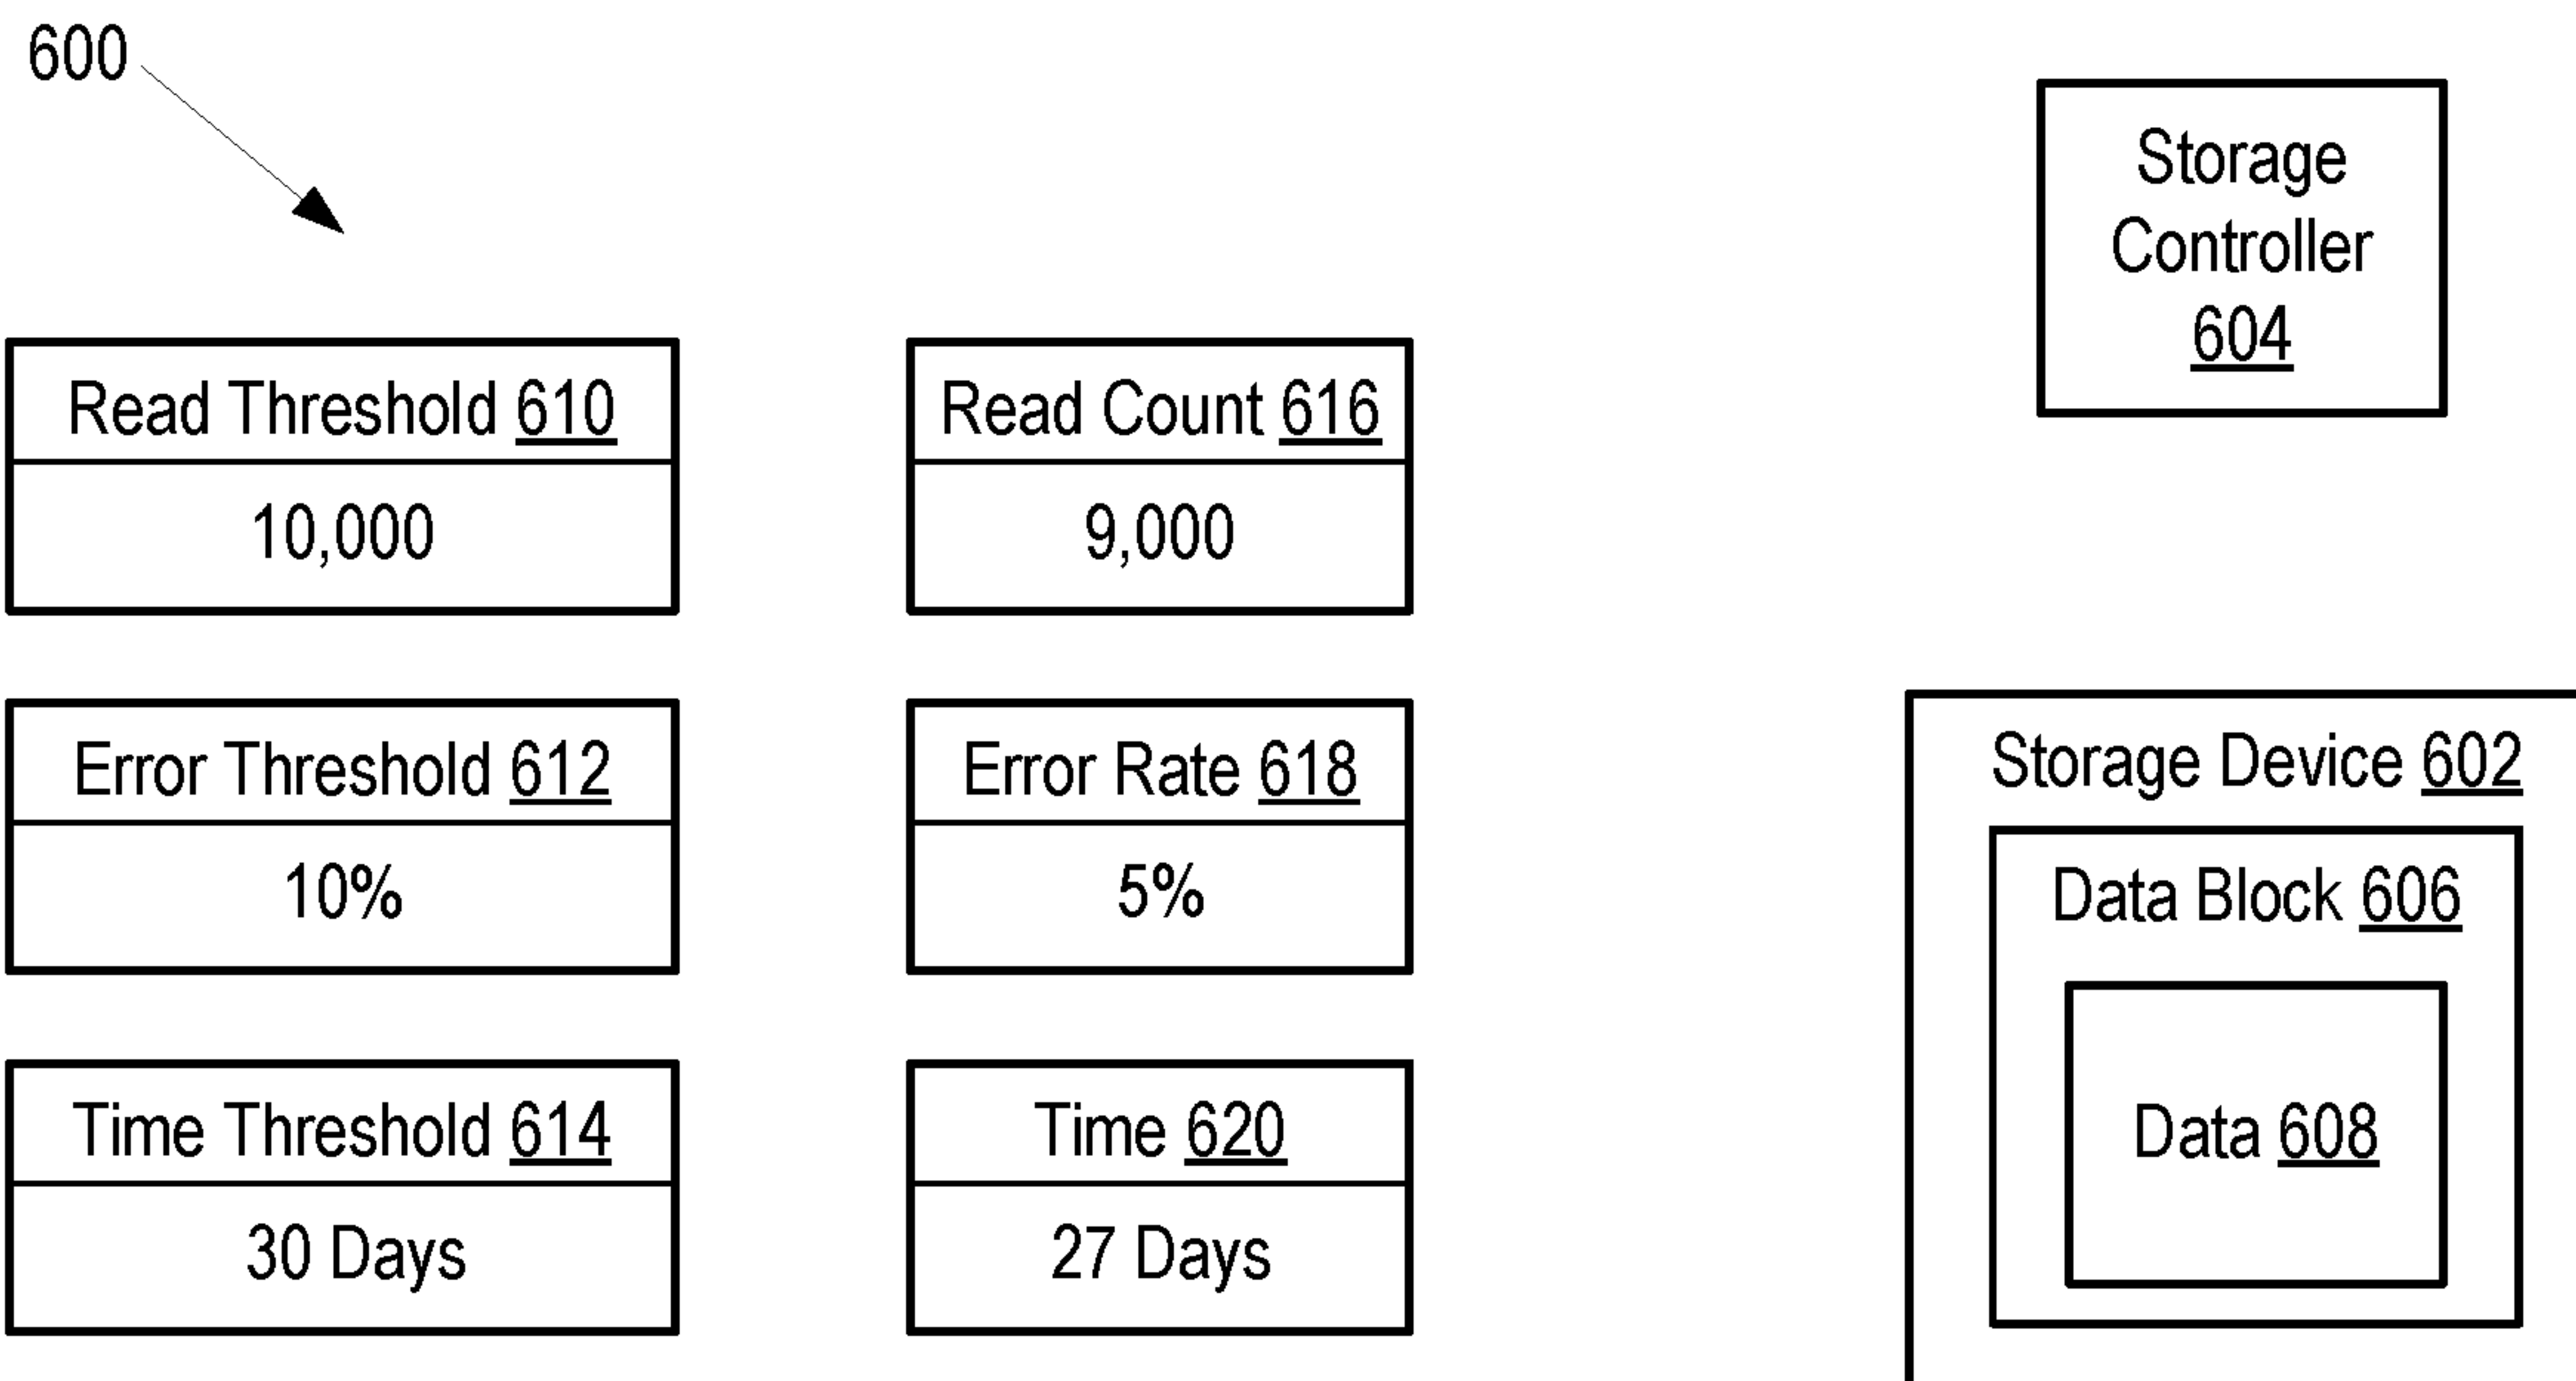 600
Storage
Controller
604
Read Threshold 610
10,000
Read Count 616
9,000
Error Threshold 612
10%
Error Rate 618
5%
Time Threshold 614
30 Days
Time 620
27 Days
Storage Device 602
Data Block 606
Data 608